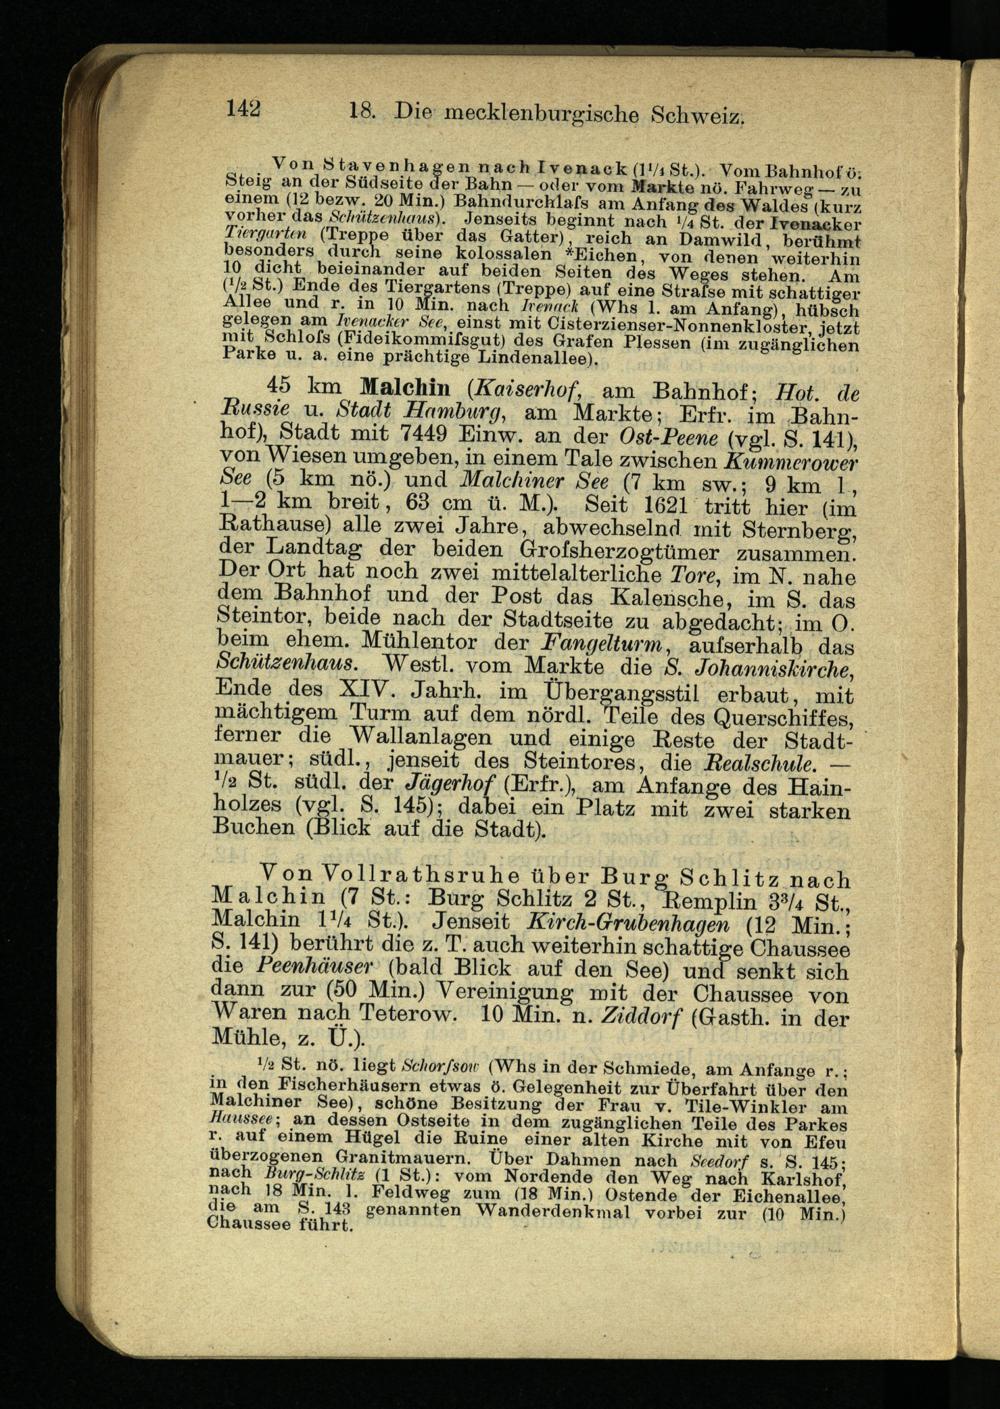 142 18. Die mecklenburgische Schweiz.
Von Stavenhagen nach Ivenack (1¼ St.). Vom Bahnhof ö.
Steig an der Südseite der Bahn — oder vom Markte nö. Fahrweg — zu
einem (12 bezw. 20 Min.) Bahndurchlaſs am Anfang des Waldes (kurz
vorher das Schützenhaus). Jenseits beginnt nach ¼ St. der Ivenacker
Tiergarten (Treppe über das Gatter), reich an Damwild, berühmt
besonders durch seine kolossalen *Eichen, von denen weiterhin
10 dicht beieinander auf beiden Seiten des Weges stehen. Am
(½ St.) Ende des Tiergartens (Treppe) auf eine Straſse mit schattiger
Allee und r. in 10 Min. nach Ivenack (Whs l. am Anfang), hübsch
gelegen am Ivenacker See, einst mit Cisterzienser-Nonnenkloster, jetzt
mit Schloſs (Fideikommiſsgut) des Grafen Plessen (im zugänglichen
Parke u. a. eine prächtige Lindenallee).
45 km Malchin (Kaiserhof, am Bahnhof; Hot. de
Russie u. Stadt Hamburg, am Markte; Erfr. im Bahn-
hof), Stadt mit 7449 Einw. an der Ost-Peene (vgl. S. 141),
von Wiesen umgeben, in einem Tale zwischen Kummerower
See (5 km nö.) und Malchiner See (7 km sw.; 9 km l.,
1—2 km breit, 63 cm ü. M.). Seit 1621 tritt hier (im
Rathause) alle zwei Jahre, abwechselnd mit Sternberg,
der Landtag der beiden Groſsherzogtümer zusammen.
Der Ort hat noch zwei mittelalterliche Tore, im N. nahe
dem Bahnhof und der Post das Kalensche, im S. das
Steintor, beide nach der Stadtseite zu abgedacht; im O.
beim ehem. Mühlentor der Fangelturm, auſserhalb das
Schützenhaus. Westl. vom Markte die S. Johanniskirche,
Ende des XIV. Jahrh. im Übergangsstil erbaut, mit
mächtigem Turm auf dem nördl. Teile des Querschiffes,
ferner die Wallanlagen und einige Reste der Stadt-
mauer; südl., jenseit des Steintores, die Realschule. —
½ St. südl. der Jägerhof (Erfr.), am Anfange des Hain-
holzes (vgl. S. 145); dabei ein Platz mit zwei starken
Buchen (Blick auf die Stadt).
Von Vollrathsruhe über Burg Schlitz nach
Malchin (7 St.: Burg Schlitz 2 St., Remplin 3¾ St.,
Malchin 1¼ St.). Jenseit Kirch-Grubenhagen (12 Min.;
S. 141) berührt die z. T. auch weiterhin schattige Chaussee
die Peenhäuser (bald Blick auf den See) und senkt sich
dann zur (50 Min.) Vereinigung mit der Chaussee von
Waren nach Teterow. 10 Min. n. Ziddorf (Gasth. in der
Mühle, z. Ü.).
½ St. nö. liegt Schorſsow (Whs in der Schmiede, am Anfange r.;
in den Fischerhäusern etwas ö. Gelegenheit zur Überfahrt über den
Malchiner See), schöne Besitzung der Frau v. Tile-Winkler am
Haussee; an dessen Ostseite in dem zugänglichen Teile des Parkes
r. auf einem Hügel die Ruine einer alten Kirche mit von Efeu
überzogenen Granitmauern. Über Dahmen nach Seedorf s. S. 145;
nach Burg-Schlitz (1 St.): vom Nordende den Weg nach Karlshof,
nach 18 Min. l. Feldweg zum (18 Min.) Ostende der Eichenallee,
die am S. 143 genannten Wanderdenkmal vorbei zur (10 Min.)
Chaussee führt.